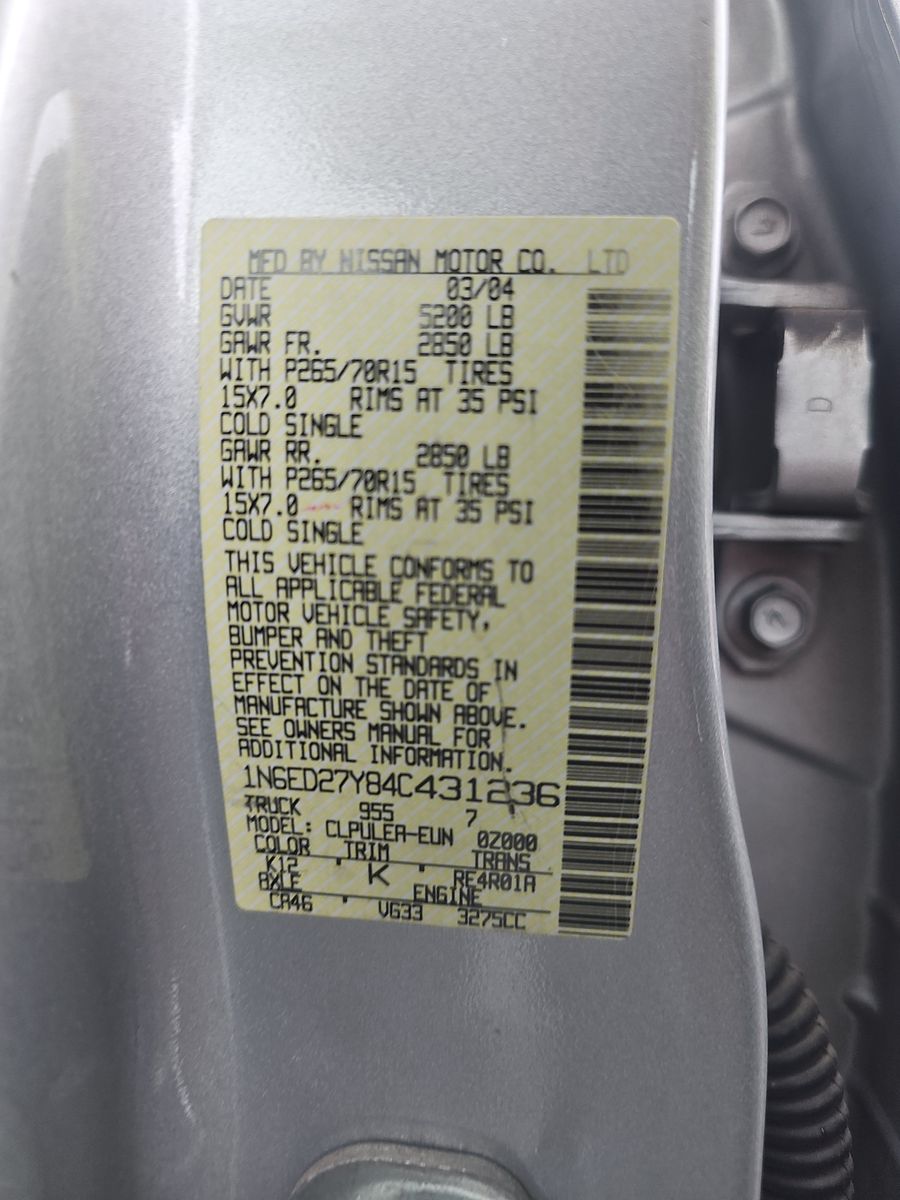 MFD BY NISSAN MOTOR CO. LTD
DATE 03/04
GVWR 5200 LB
GAWR FR. 2850 LB
WITH P265/70R15 TIRES
15X7.0 RIMS AT 35 PSI
COLD SINGLE
GAWR RR. 2850 LB
WITH P265/70R15 TIRES
15X7.0 RIMS AT 35 PSI
COLD SINGLE
THIS VEHICLE CONFORMS TO
ALL APPLICABLE FEDERAL
MOTOR VEHICLE SAFETY,
BUMPER AND THEFT
PREVENTION STANDARDS IN
EFFECT ON THE DATE OF
MANUFACTURE SHOWN ABOVE.
SEE OWNERS MANUAL FOR
ADDITIONAL INFORMATION.
1N6ED27Y84C431236
TRUCK 955 7
MODEL: CLPULEA-EUN 0Z000
COLOR TRIM TRANS
K12 K RE4R01A
AXLE ENGINE
CA46 VG33 3275CC
D